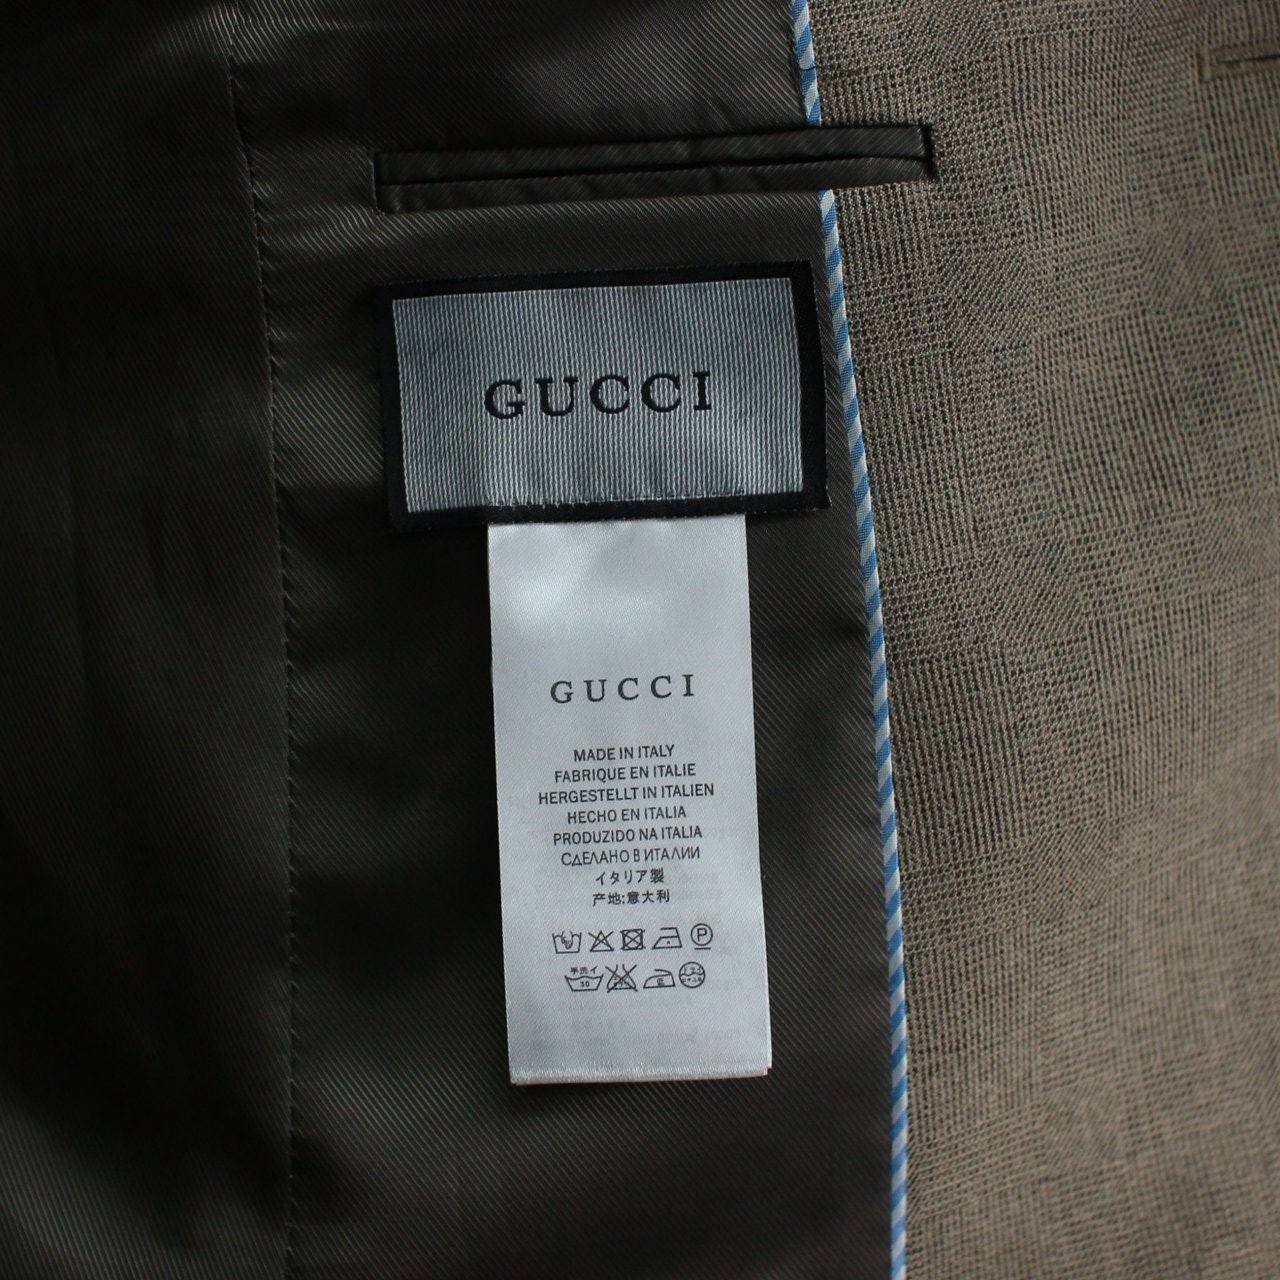 GUCCI
GUCCI
MADE IN ITALY
FABRIQUE EN ITALIE
HERGESTELLT IN ITALIEN
HECHO EN ITALIA
PRODUZIDO NA ITALIA
СДЕЛАНО В ИТАЛИИ
イタリア製
产地:意大利
P
30